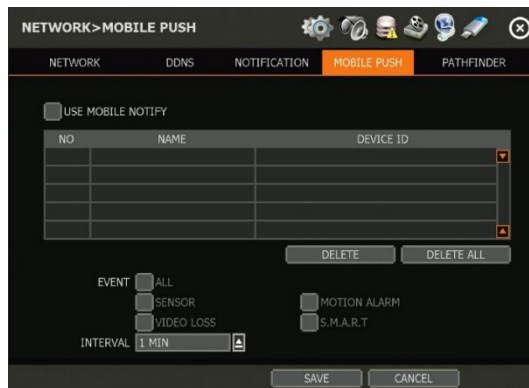 NETWORK>MOBILE PUSH
NETWORK DDNS NOTIFICATION MOBILE PUSH PATHFINDER
USE MOBILE NOTIFY
NO NAME DEVICE ID
DELETE DELETE ALL
EVENT ALL
SENSOR MOTION ALARM
VIDEO LOSS S.M.A.R.T
INTERVAL 1 MIN
SAVE CANCEL